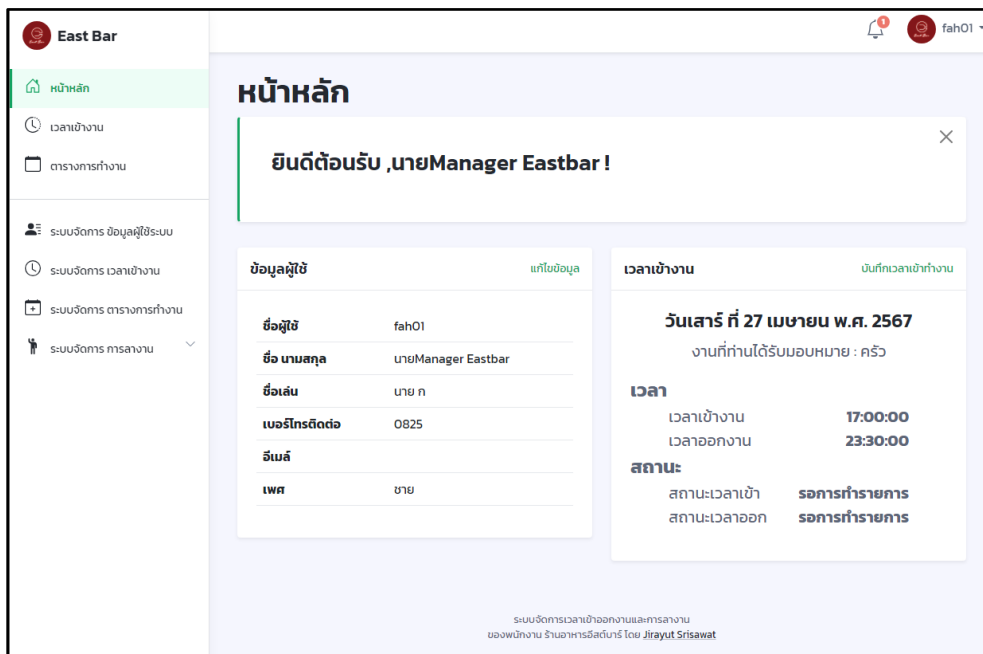 East Bar
1
fah01
หน้าหลัก
เวลาเข้างาน
ตารางการทำงาน
ระบบจัดการ ข้อมูลผู้ใช้ระบบ
ระบบจัดการ เวลาเข้างาน
ระบบจัดการ ตารางการทำงาน
ระบบจัดการ การลางาน
หน้าหลัก
ยินดีต้อนรับ ,นายManager Eastbar !
ข้อมูลผู้ใช้ แก้ไขข้อมูล
ชื่อผู้ใช้ fah01
ชื่อ นามสกุล นายManager Eastbar
ชื่อเล่น นาย ก
เบอร์โทรติดต่อ 0825
อีเมล์
เพศ ชาย
เวลาเข้างาน บันทึกเวลาเข้าทำงาน
วันเสาร์ ที่ 27 เมษายน พ.ศ. 2567
งานที่ท่านได้รับมอบหมาย : ครัว
เวลา
เวลาเข้างาน 17:00:00
เวลาออกงาน 23:30:00
สถานะ
สถานะเวลาเข้า รอการทำรายการ
สถานะเวลาออก รอการทำรายการ
ระบบจัดการเวลาเข้าออกงานและการลางาน
ของพนักงาน ร้านอาหารอีสต์บาร์ โดย Jirayut Srisawat